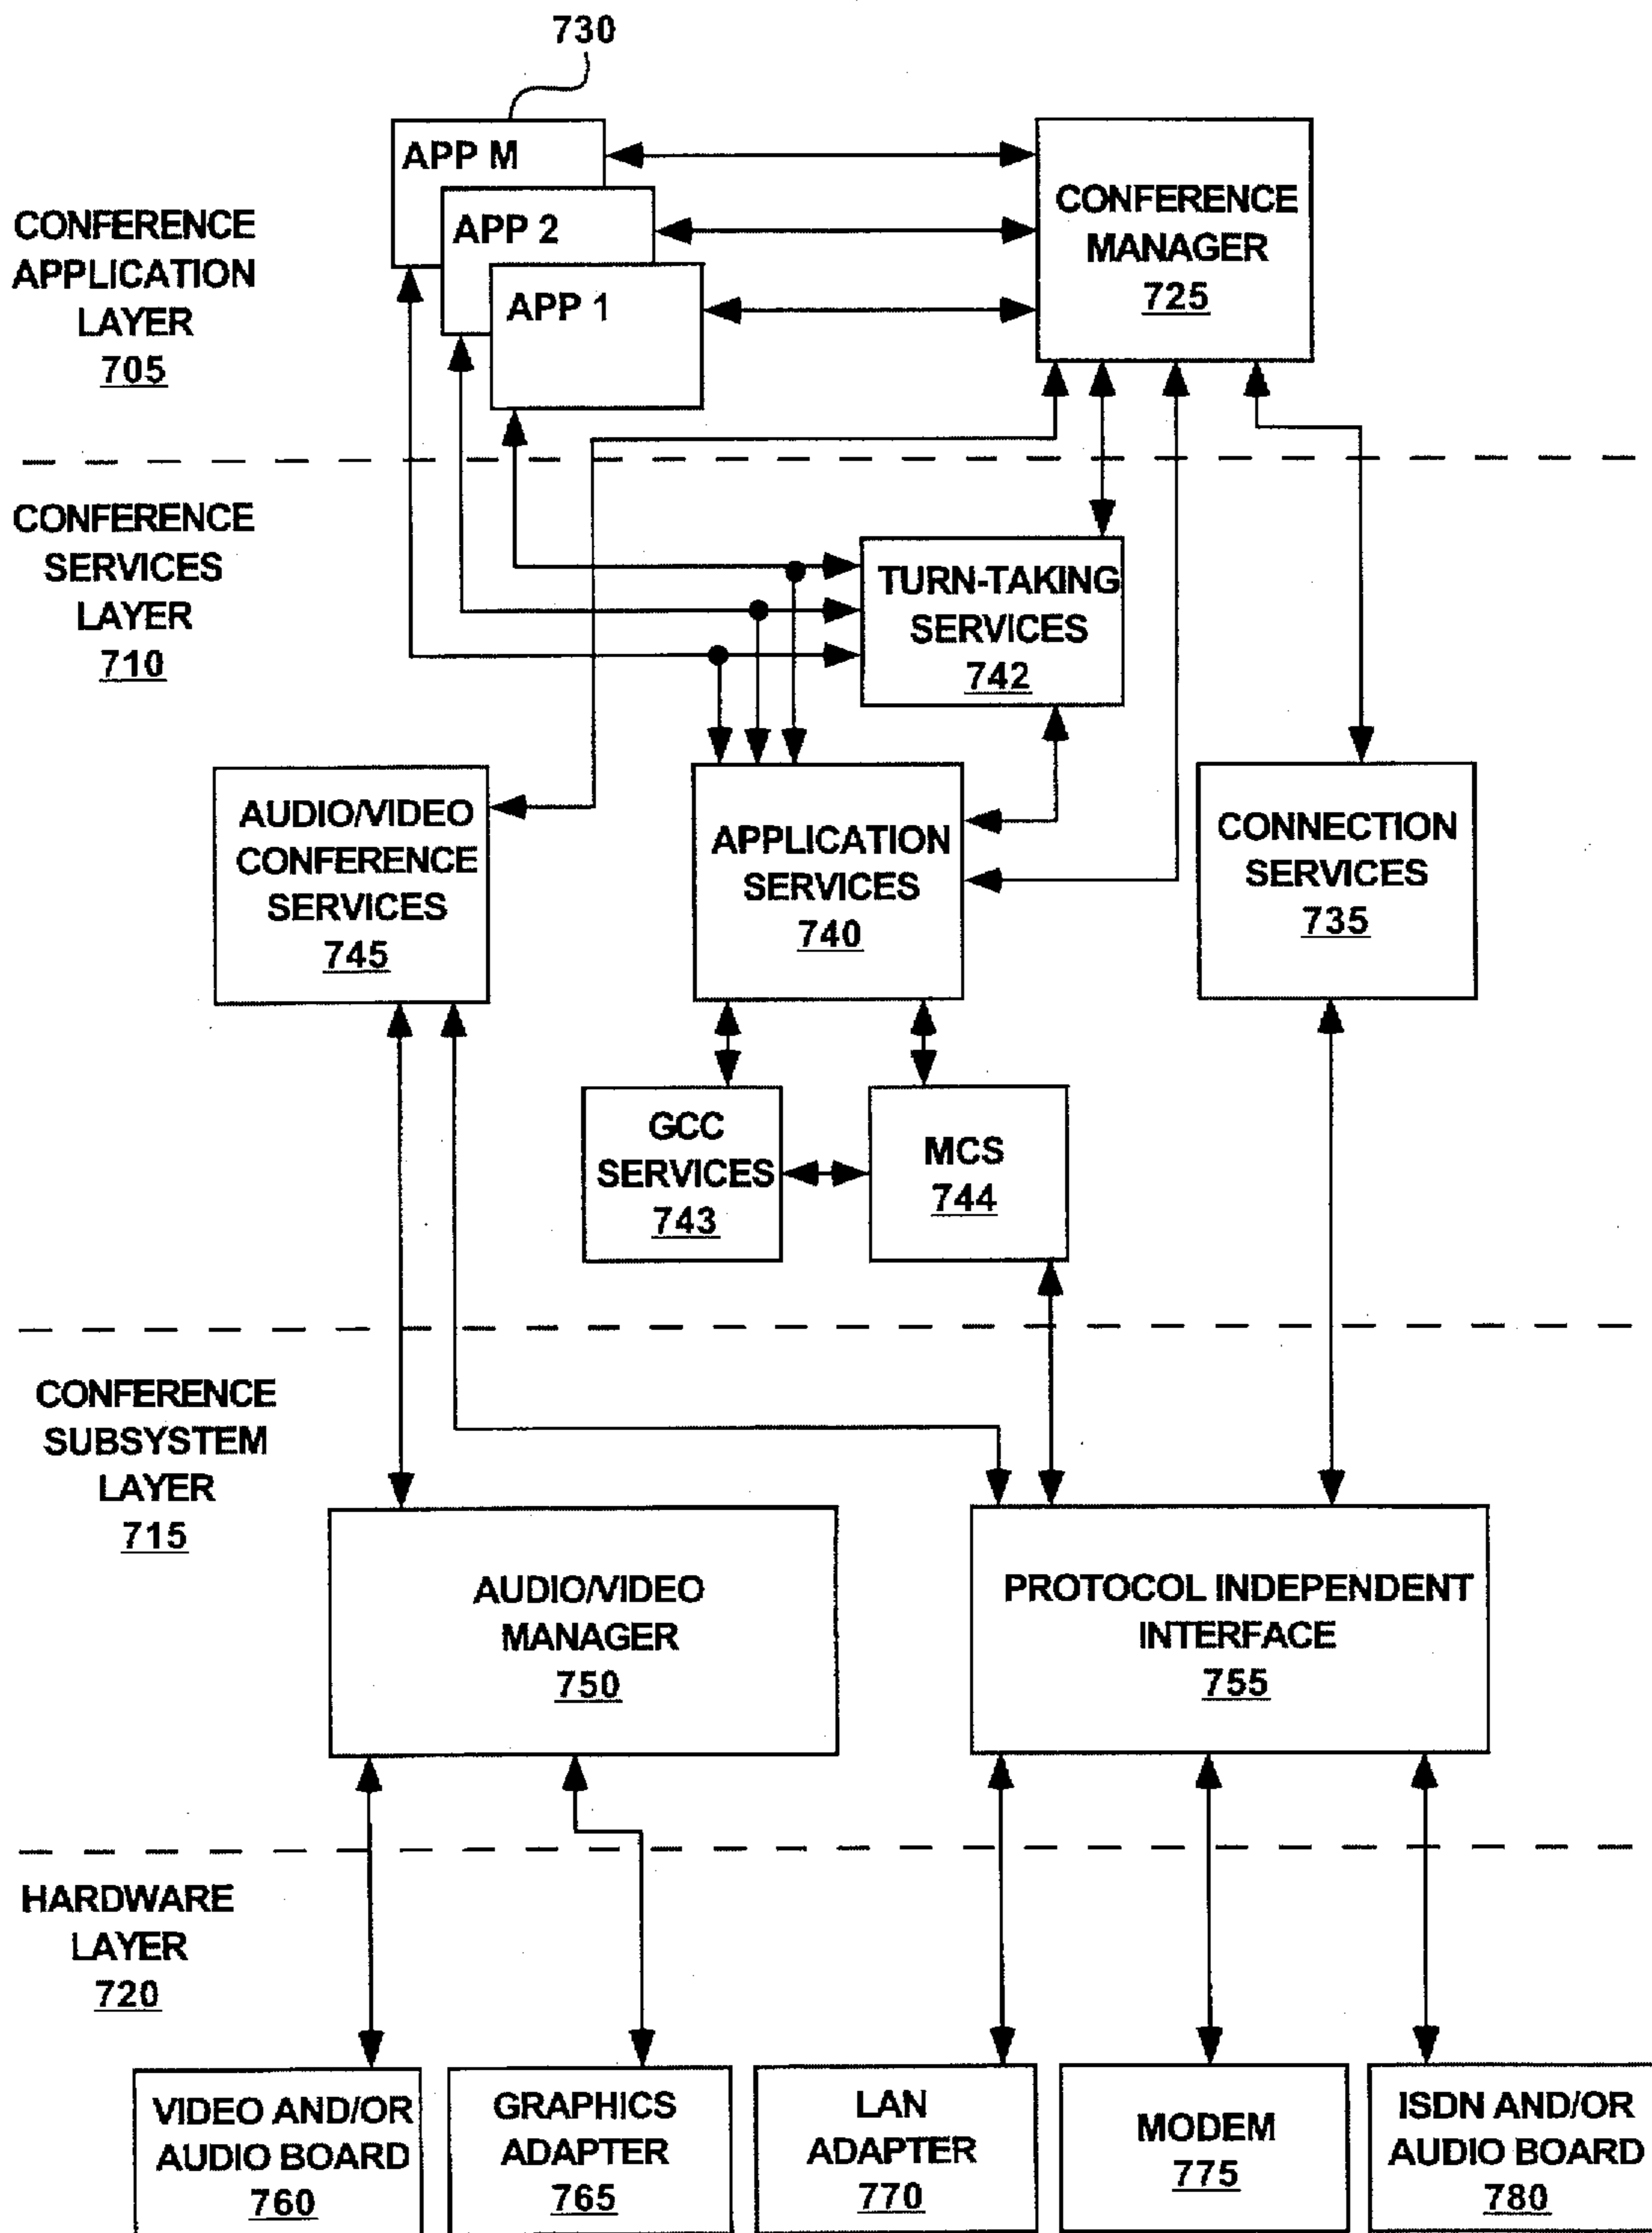 730
APP M
APP 2
APP 1
CONFERENCE
MANAGER
725
CONFERENCE
APPLICATION
LAYER
705
CONFERENCE
SERVICES
LAYER
710
TURN-TAKING
SERVICES
742
AUDIO/VIDEO
CONFERENCE
SERVICES
745
APPLICATION
SERVICES
740
CONNECTION
SERVICES
735
GCC
SERVICES
743
MCS
744
CONFERENCE
SUBSYSTEM
LAYER
715
AUDIO/VIDEO
MANAGER
750
PROTOCOL INDEPENDENT
INTERFACE
755
HARDWARE
LAYER
720
VIDEO AND/OR
AUDIO BOARD
760
GRAPHICS
ADAPTER
765
LAN
ADAPTER
770
MODEM
775
ISDN AND/OR
AUDIO BOARD
780